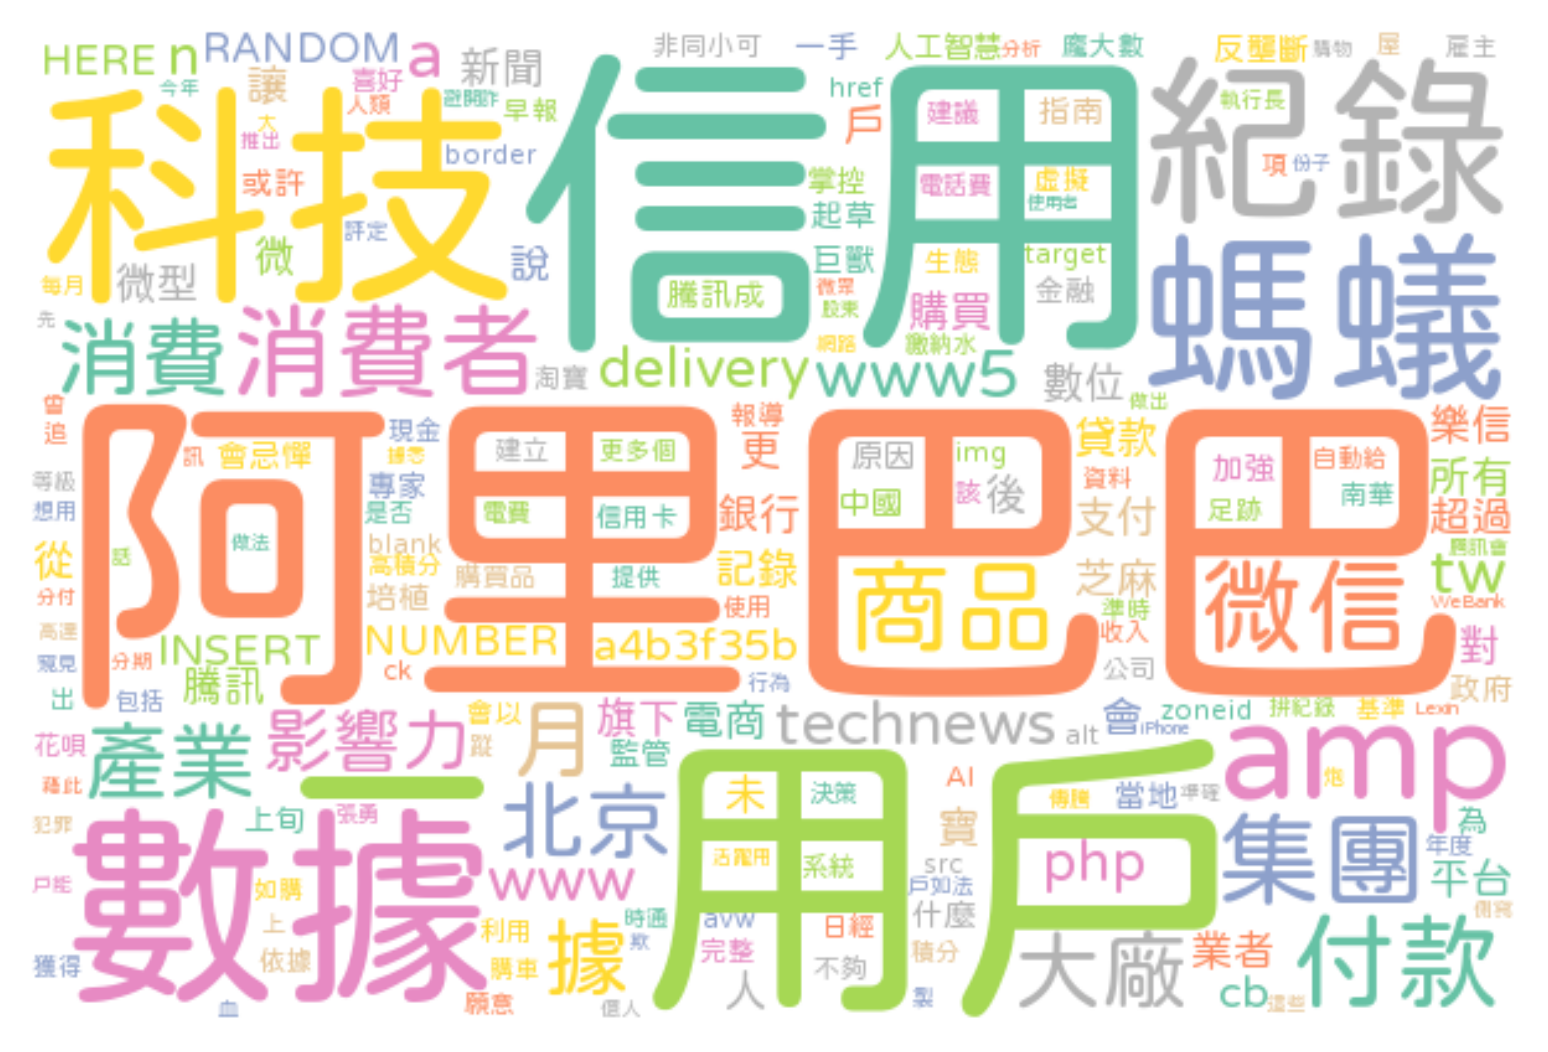 HERE n RANDOM a 新聞 非同小可 一手 人工智慧 分析 龐大數 反壟斷 購物 屋 雇主
今年 讓 喜好 人類 避開詐 早報 href 戶 建議 指南 執行長
科技 信用 紀錄
大 推出 border 或許 評定 掌控 電話費 虛擬 使用者 項 份子
微 微型 說 起草 巨獸 生態 target 金融
每月 騰訊成 微眾 股東 購買 螞蟻
先 消費 消費者 淘寶 delivery 網路 繳納水 www5 數位 做出
曾 追 現金 報導 貸款 樂信
阿里巴巴
訊 會忌憚 據悉 建立 更多個 更 原因 img 資料 加強 自動給
等級 想用 專家 是否 電費 信用卡 銀行 中國 該 後 支付 足跡 南華 所有 超過
從 話 做法 blank 高積分 購買品 提供 記錄 商品 芝麻 微信 騰訊會 tw
分付 培植 使用 準時 收入 WeBank
高達 窺見 分期 INSERT NUMBER a4b3f35b 公司 對
出 包括 騰訊 ck 行為 政府
花唄 產業 影響力 會以 蹤 月 旗下 電商 監管 technews alt 會 iPhone zoneid 拼紀錄 基準 Lexin
藉此 一 amp
犯罪 上旬 張勇 北京 未 決策 AI 傳騰 當地 準確 炮 為
數據 用戶 集團
戶能 如購 www 活躍用 系統 寶 src 戶如法 php 年度 平台
上 利用 時通 avw 日經 什麼 側寫
獲得 依據 購車 據 欺 完整 不夠 積分 大廠 業者 付款
血 願意 個人 人 製 cb 這些